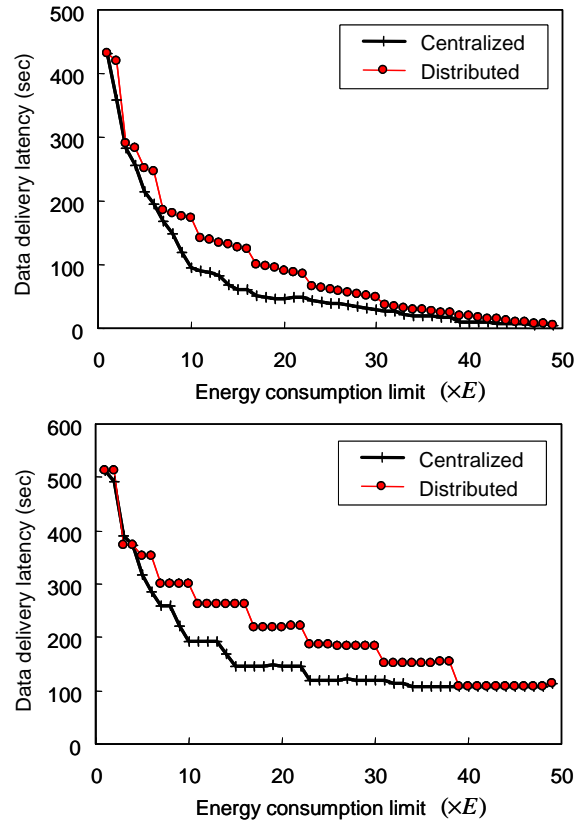 500
400
300
200
100
0
Data delivery latency (sec)
Centralized
Distributed
0 10 20 30 40 50
Energy consumption limit (×E)
600
500
400
300
200
100
0
Data delivery latency (sec)
Centralized
Distributed
0 10 20 30 40 50
Energy consumption limit (×E)